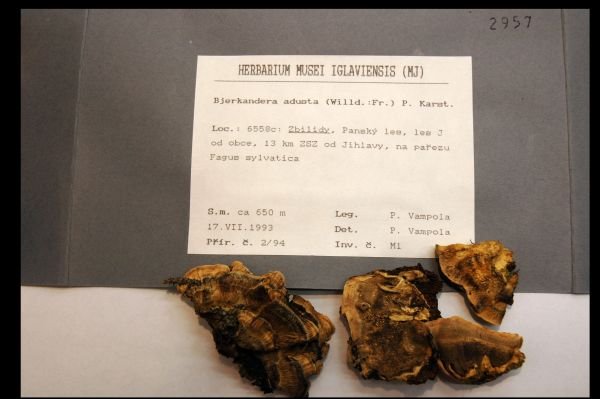 2957
HERBARIUM MUSEI IGLAVIENSIS (MJ)
Bjerkandera adusta (Willd.:Fr.) P. Karst.
Loc.: 6558c: Zbilidy, Panský les, les J
od obce, 13 km ZSZ od Jihlavy, na pařezu
Fagus sylvatica
S.m. ca 650 m Leg. P. Vampola
17.VII.1993 Det. P. Vampola
Přír. č. 2/94 Inv. č. M1